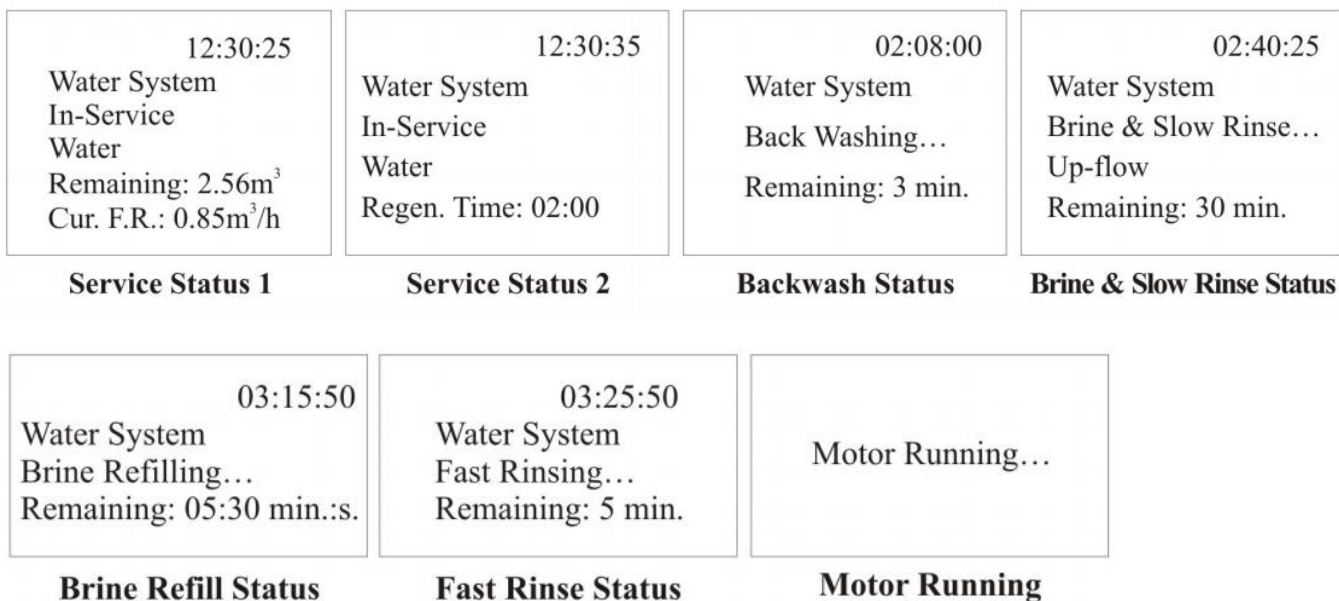 12:30:25
Water System
In-Service
Water
Remaining: 2.56m³
Cur. F.R.: 0.85m³/h
Service Status 1
12:30:35
Water System
In-Service
Water
Regen. Time: 02:00
Service Status 2
02:08:00
Water System
Back Washing…
Remaining: 3 min.
Backwash Status
02:40:25
Water System
Brine & Slow Rinse…
Up-flow
Remaining: 30 min.
Brine & Slow Rinse Status
03:15:50
Water System
Brine Refilling…
Remaining: 05:30 min.:s.
Brine Refill Status
03:25:50
Water System
Fast Rinsing…
Remaining: 5 min.
Fast Rinse Status
Motor Running…
Motor Running